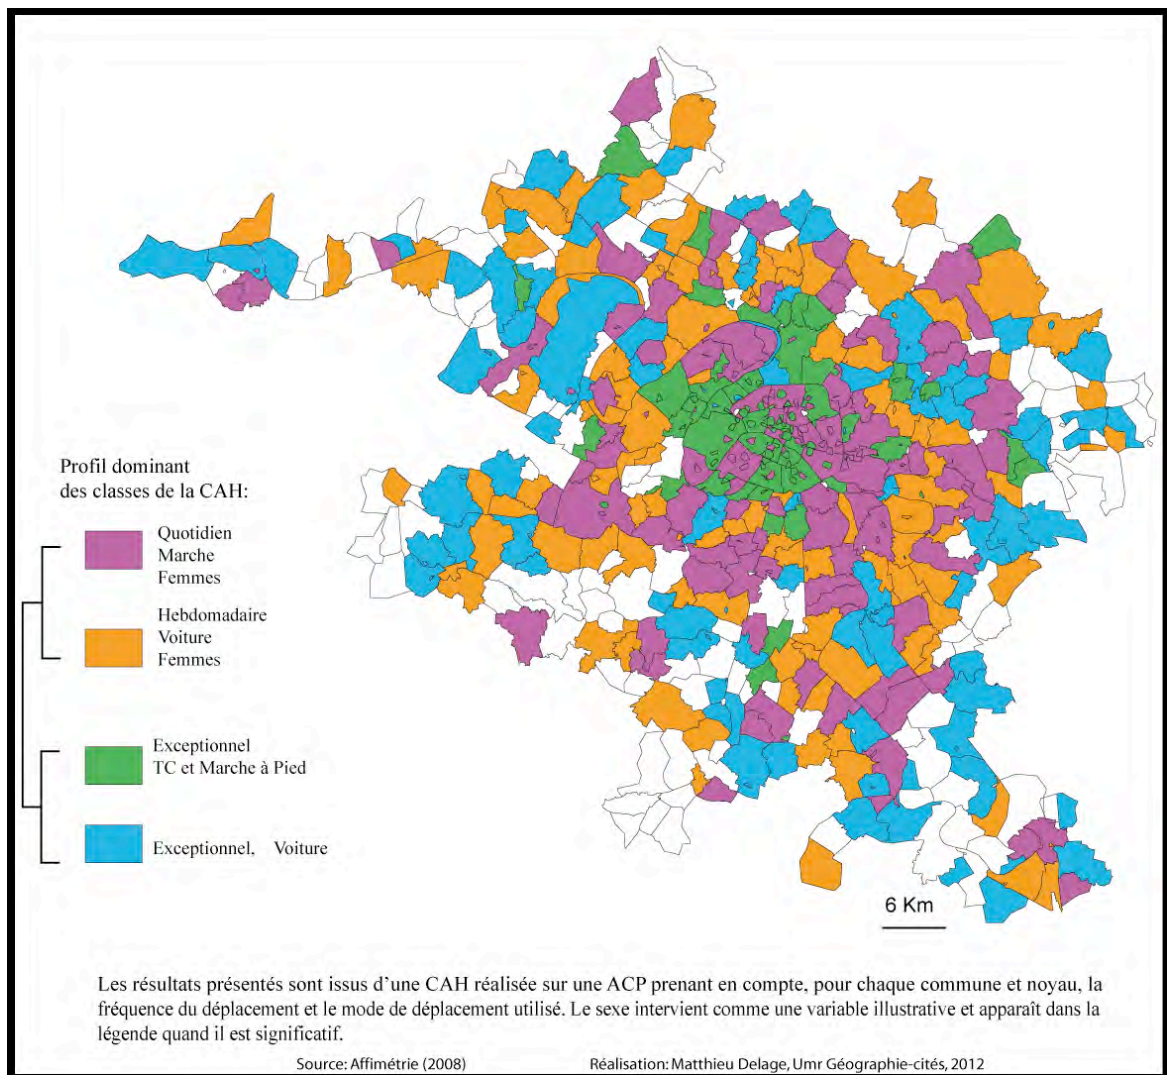 Profil dominant
des classes de la CAH:
Quotidien
Marche
Femmes
Hebdomadaire
Voiture
Femmes
Exceptionnel
TC et Marche à Pied
Exceptionnel, Voiture
6 Km
Les résultats présentés sont issus d'une CAH réalisée sur une ACP prenant en compte, pour chaque commune et noyau, la
fréquence du déplacement et le mode de déplacement utilisé. Le sexe intervient comme une variable illustrative et apparaît dans la
légende quand il est significatif.
Source: Affimétrie (2008) Réalisation: Matthieu Delage, Umr Géographie-cités, 2012